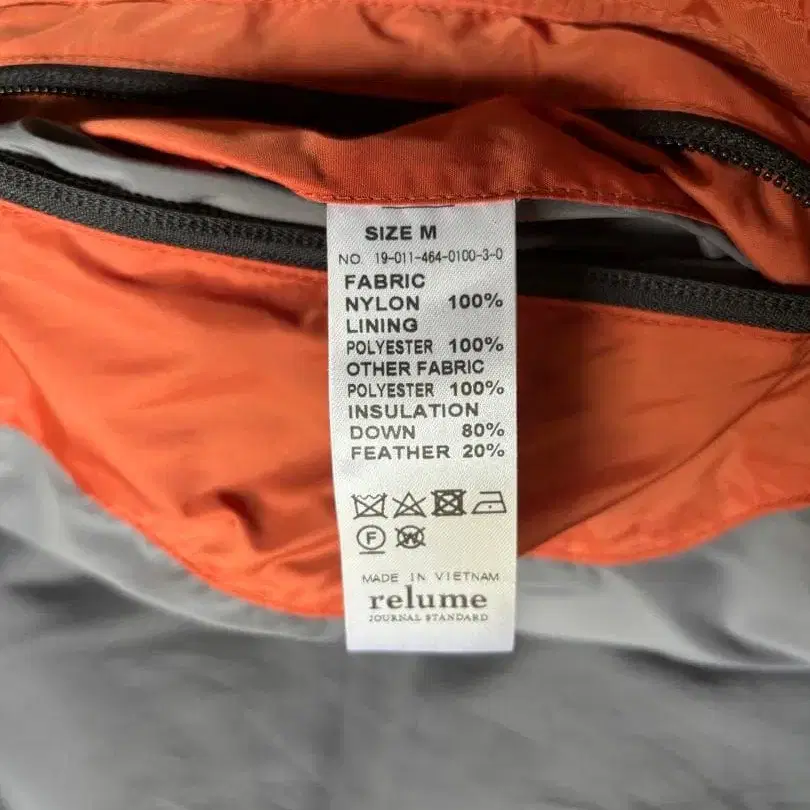 SIZE M
NO 19-011-464-0100-3-0
FABRIC
NYLON 100%
LINING
POLYESTER 100%
OTHER FABRIC
POLYESTER 100%
INSULATION
DOWN 80%
FEATHER 20%
F W
MADE IN VIETNAM
relume
JOURNAL STANDARD